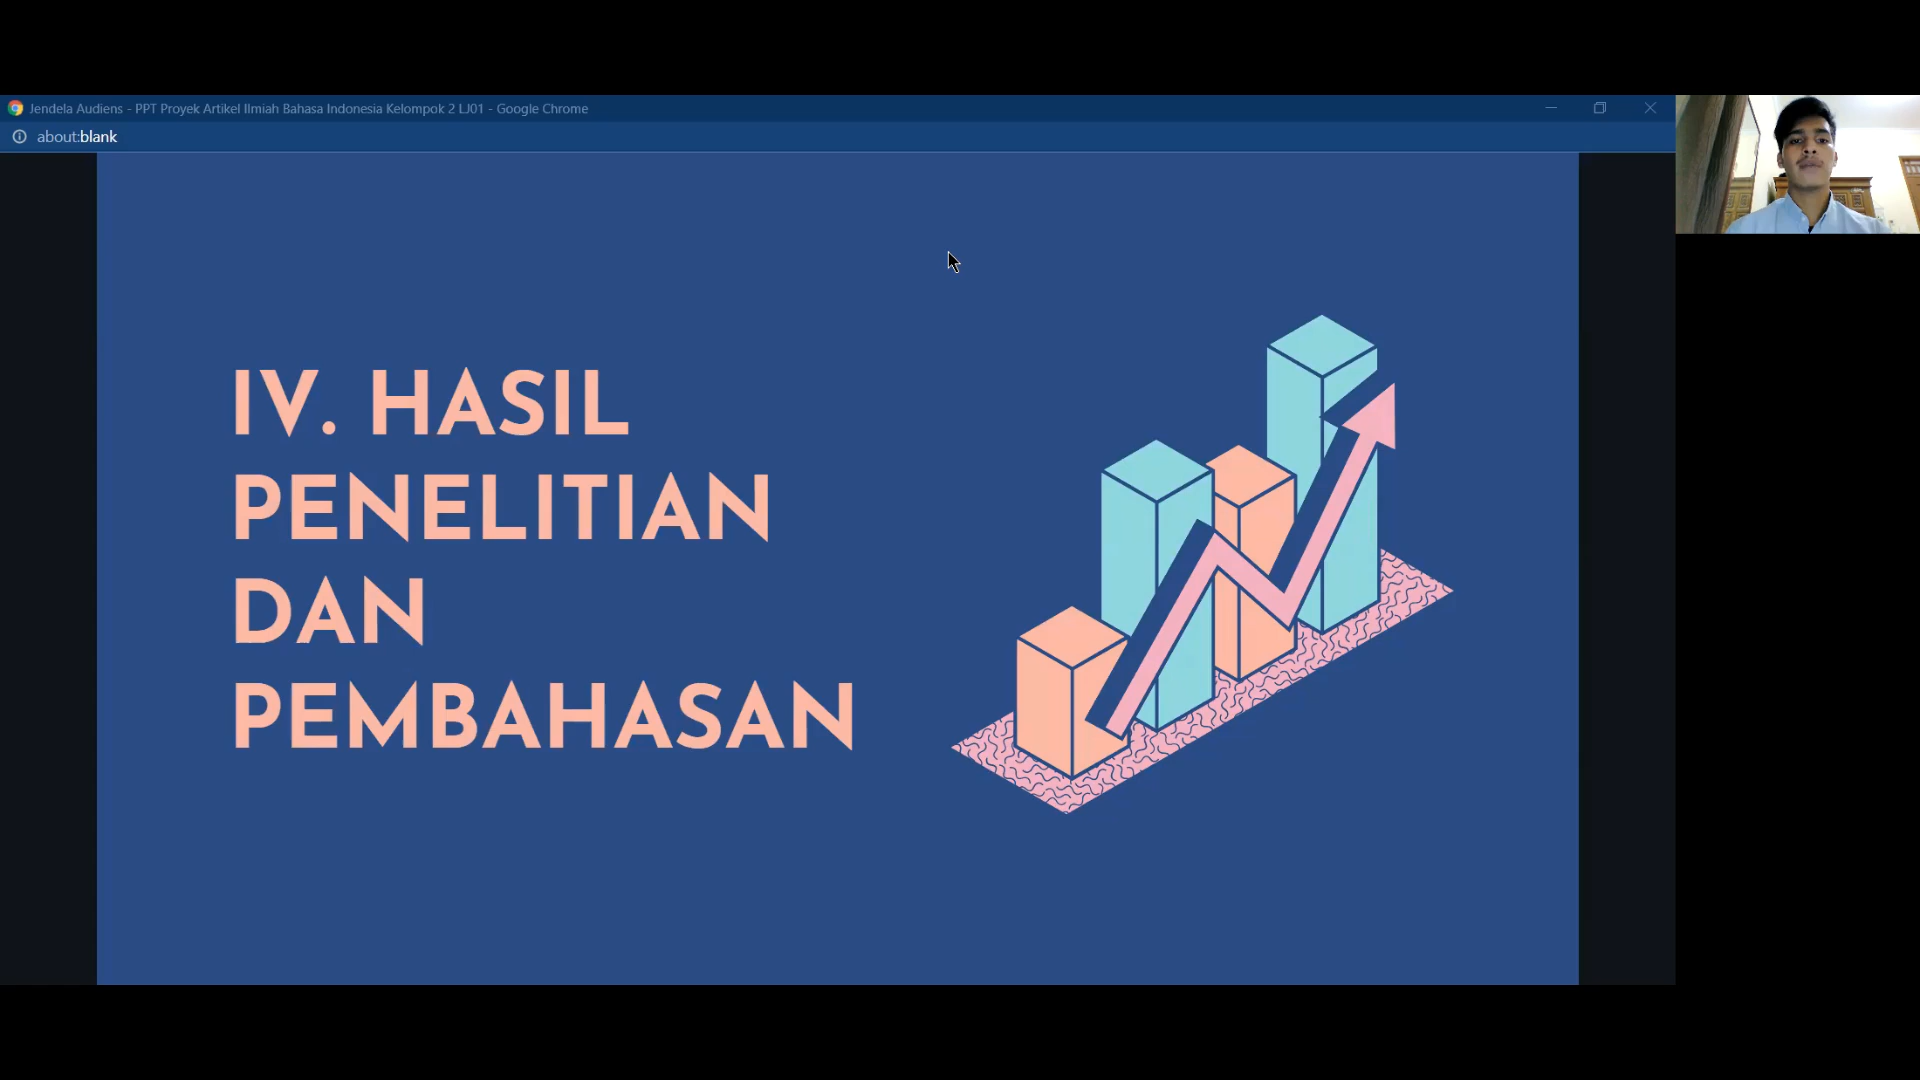 Jendela Audiens - PPT Proyek Artikel Ilmiah Bahasa Indonesia Kelompok 2 LJ01 - Google Chrome
about:blank
IV. HASIL
PENELITIAN
DAN
PEMBAHASAN